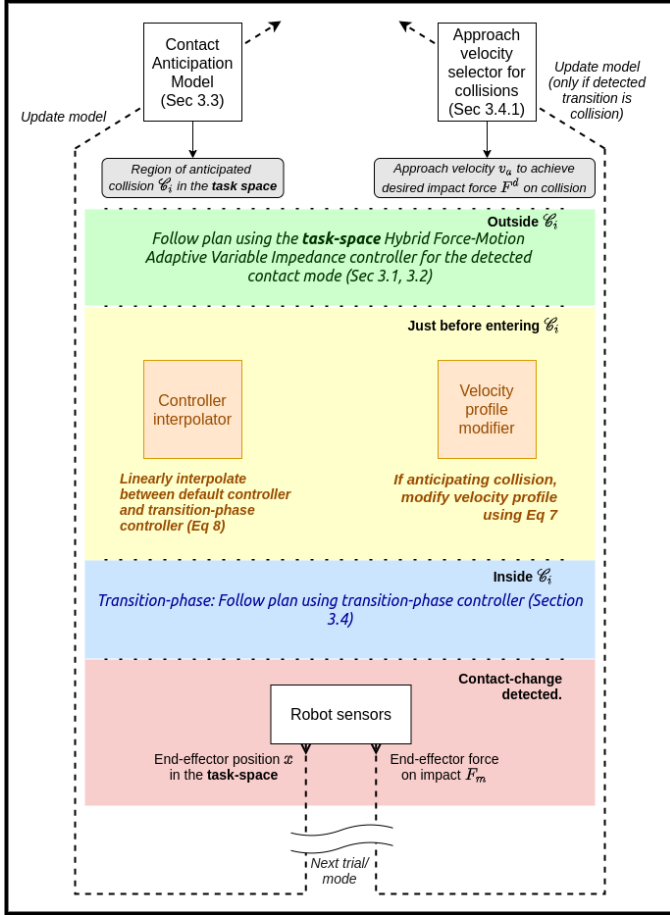 Contact
Anticipation
Model
(Sec 3.3)
Approach
velocity
selector for
collisions
(Sec 3.4.1)
Update model
Update model
(only if detected
transition is
collision)
Region of anticipated
collision 𝒞i in the task space
Approach velocity va to achieve
desired impact force F^d on collision
Outside 𝒞i
Follow plan using the task-space Hybrid Force-Motion
Adaptive Variable Impedance controller for the detected
contact mode (Sec 3.1, 3.2)
Just before entering 𝒞i
Controller
interpolator
Velocity
profile
modifier
Linearly interpolate
between default controller
and transition-phase
controller (Eq 8)
If anticipating collision,
modify velocity profile
using Eq 7
Inside 𝒞i
Transition-phase: Follow plan using transition-phase controller (Section
3.4)
Contact-change
detected.
Robot sensors
End-effector position x
in the task-space
End-effector force
on impact Fm
Next trial/
mode